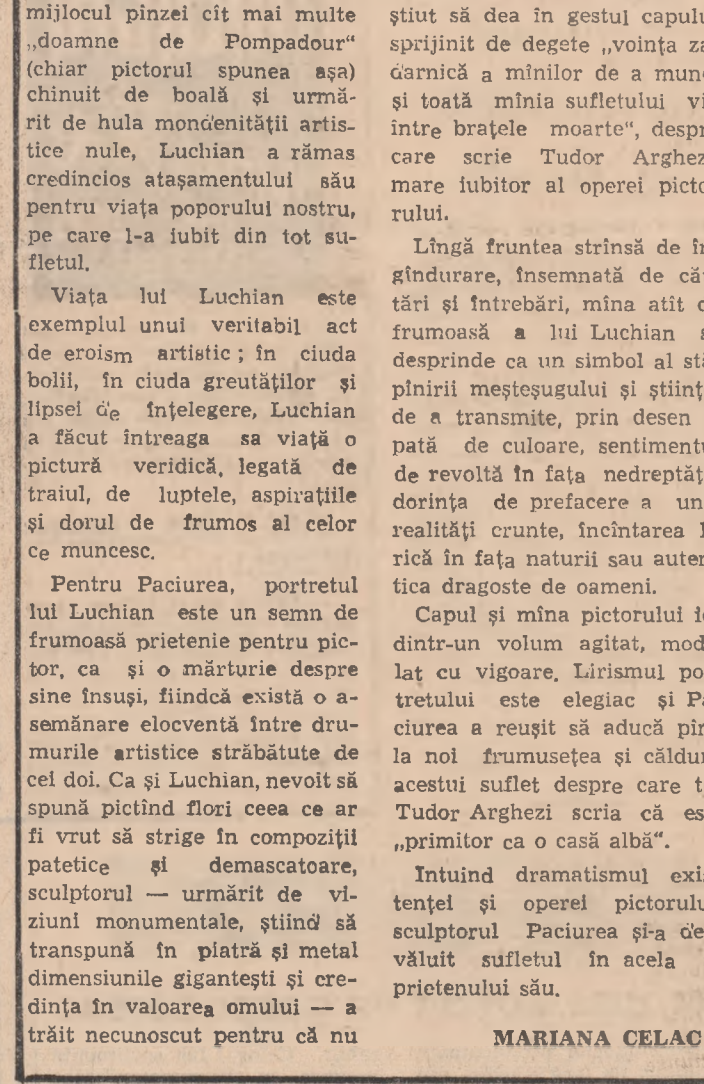 mijlocul pînzei cît mai multe
„doamne de Pompadour“
(chiar pictorul spunea așa)
chinuit de boală și urmă-
rit de hula mondenității artis-
tice nule, Luchian a rămas
credincios atașamentului său
pentru viața poporului nostru,
pe care l-a iubit din tot su-
fletul.
Viața lui Luchian este
exemplul unui veritabil act
de eroism artistic ; în ciuda
bolii, în ciuda greutăților și
lipsei de înțelegere, Luchian
a făcut întreaga sa viață o
pictură veridică, legată de
traiul, de luptele, aspirațiile
și dorul de frumos al celor
ce muncesc.
Pentru Paciurea, portretul
lui Luchian este un semn de
frumoasă prietenie pentru pic-
tor, ca și o mărturie despre
sine însuși, fiindcă există o a-
semănare elocventă între dru-
murile artistice străbătute de
cei doi. Ca și Luchian, nevoit să
spună pictînd flori ceea ce ar
fi vrut să strige în compoziții
patetice și demascatoare,
sculptorul — urmărit de vi-
ziuni monumentale, știind să
transpună în piatră și metal
dimensiunile gigantești și cre-
dința în valoarea omului — a
trăit necunoscut pentru că nu
știut să dea în gestul capulu
sprijinit de degete „voința za
darnică a mînilor de a mun
și toată mînia sufletului vi
între brațele moarte“, despr
care scrie Tudor Arghez
mare iubitor al operei picto
rului.
Lîngă fruntea strînsă de în
gîndurare, însemnată de cău
tări și întrebări, mîna atît d
frumoasă a lui Luchian s
desprinde ca un simbol al stă
pînirii meșteșugului și științ
de a transmite, prin desen
pată de culoare, sentimentu
de revoltă în fața nedreptăț
dorința de prefacere a un
realități crunte, încîntarea l
rică în fața naturii sau auten
tica dragoste de oameni.
Capul și mîna pictorului ie
dintr-un volum agitat, mod
lat cu vigoare. Lirismul po
tretului este elegiac și Pa
ciurea a reușit să aducă pîn
la noi frumusețea și căldur
acestui suflet despre care t
Tudor Arghezi scria că es
„primitor ca o casă albă“.
Intuind dramatismul exis
tenței și operei pictorulu
sculptorul Paciurea și-a de
văluit sufletul în acela
prietenului său.
MARIANA CELAC